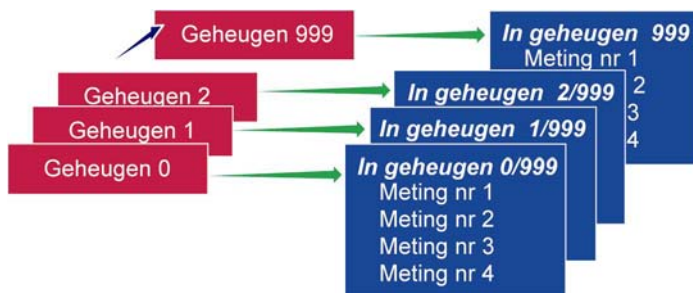 Geheugen 999
Geheugen 2
Geheugen 1
Geheugen 0
In geheugen 999
Meting nr 1
2
3
4
In geheugen 2/999
In geheugen 1/999
In geheugen 0/999
Meting nr 1
Meting nr 2
Meting nr 3
Meting nr 4